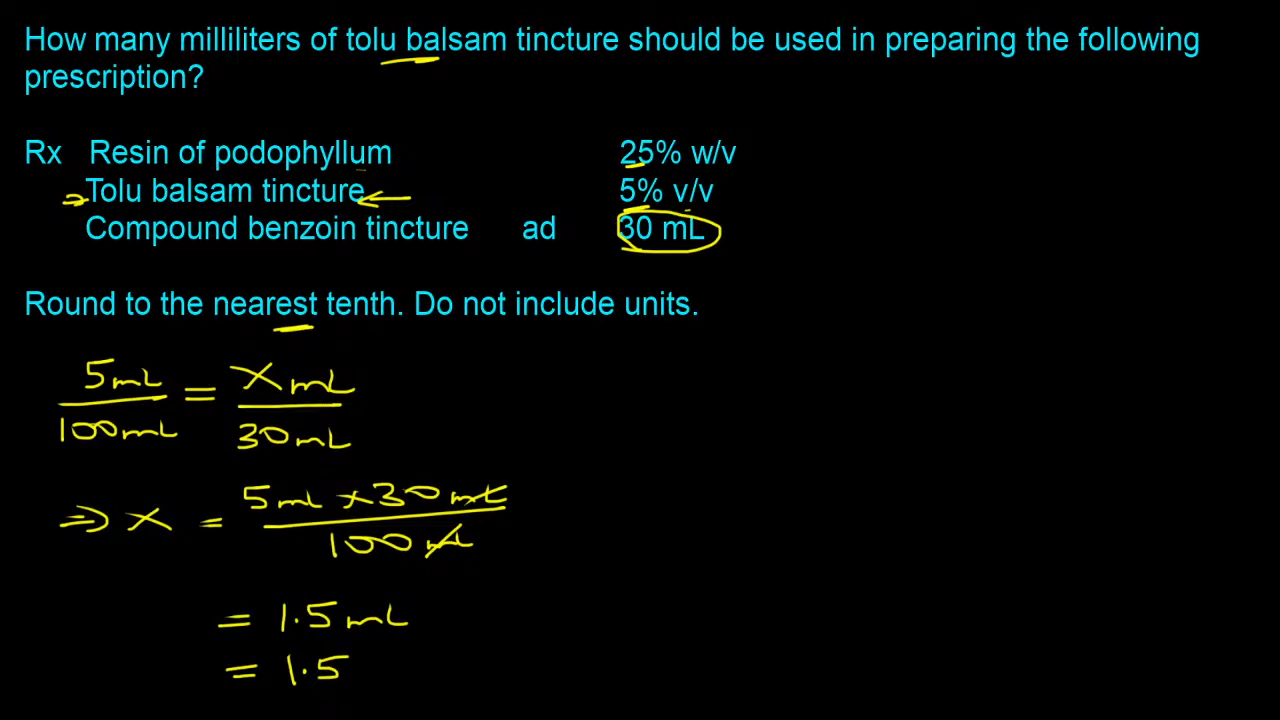 How many milliliters of tolu balsam tincture should be used in preparing the following
prescription?
Rx Resin of podophyllum 25% w/v
Tolu balsam tincture 5% v/v
Compound benzoin tincture ad 30 mL
Round to the nearest tenth. Do not include units.
5mL/100mL = x mL/30mL
⇒ x = 5mL × 30mL/100mL
= 1.5mL
= 1.5